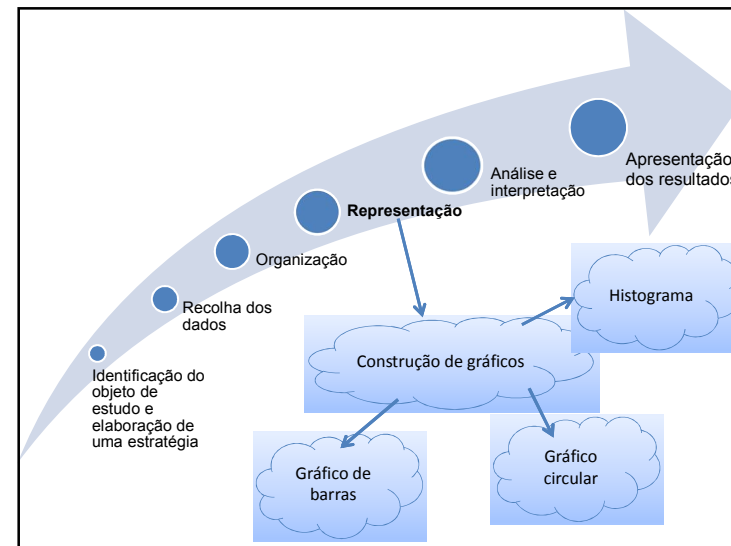 Identificação do
objeto de
estudo e
elaboração de
uma estratégia
Recolha dos
dados
Organização
Representação
Análise e
interpretação
Apresentação
dos resultados
Construção de gráficos
Histograma
Gráfico de
barras
Gráfico
circular